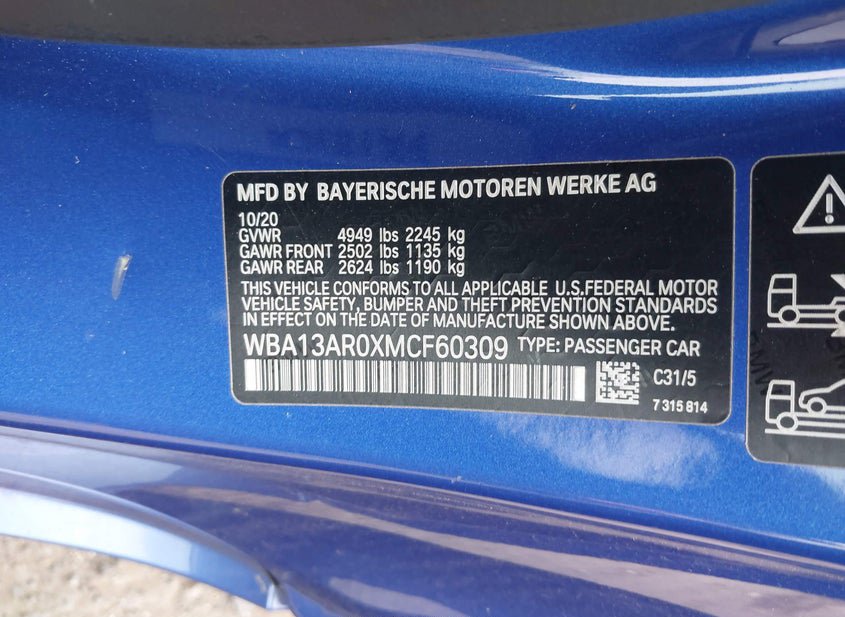 MFD BY BAYERISCHE MOTOREN WERKE AG
10/20
GVWR 4949 lbs 2245 kg
GAWR FRONT 2502 lbs 1135 kg
GAWR REAR 2624 lbs 1190 kg
THIS VEHICLE CONFORMS TO ALL APPLICABLE U.S.FEDERAL MOTOR
VEHICLE SAFETY, BUMPER AND THEFT PREVENTION STANDARDS
IN EFFECT ON THE DATE OF MANUFACTURE SHOWN ABOVE.
WBA13AR0XMCF60309 TYPE: PASSENGER CAR
C31/5
7 315 814